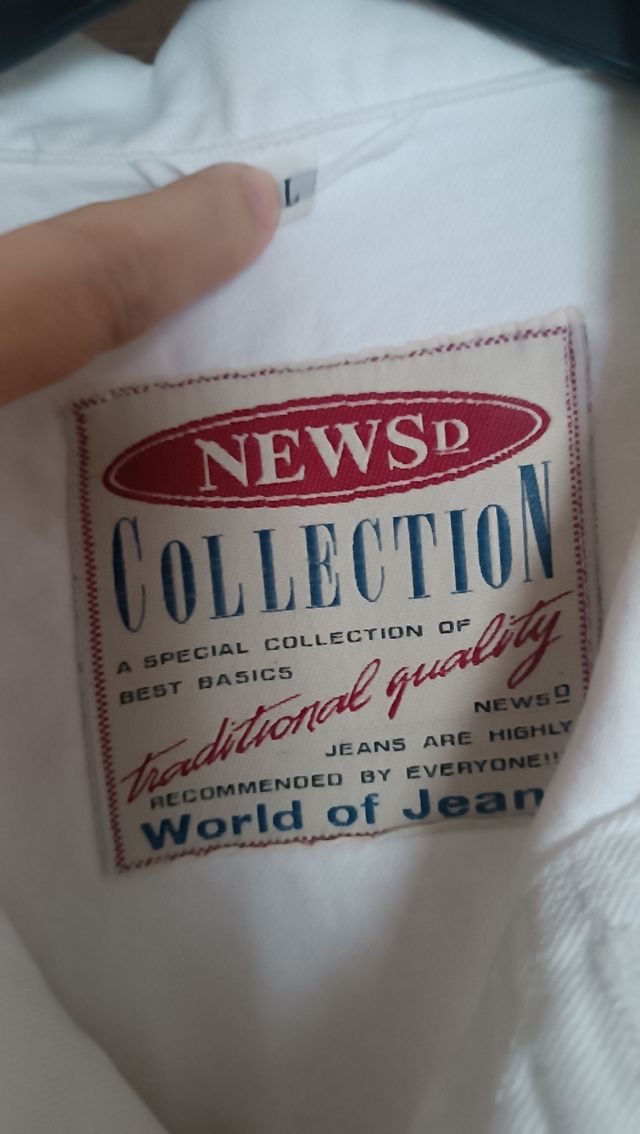 L
NEWSD
COLLECTION
A SPECIAL COLLECTION OF
BEST BASICS
traditional quality
NEWSD
JEANS ARE HIGHLY
RECOMMENDED BY EVERYONE!!
World of Jean